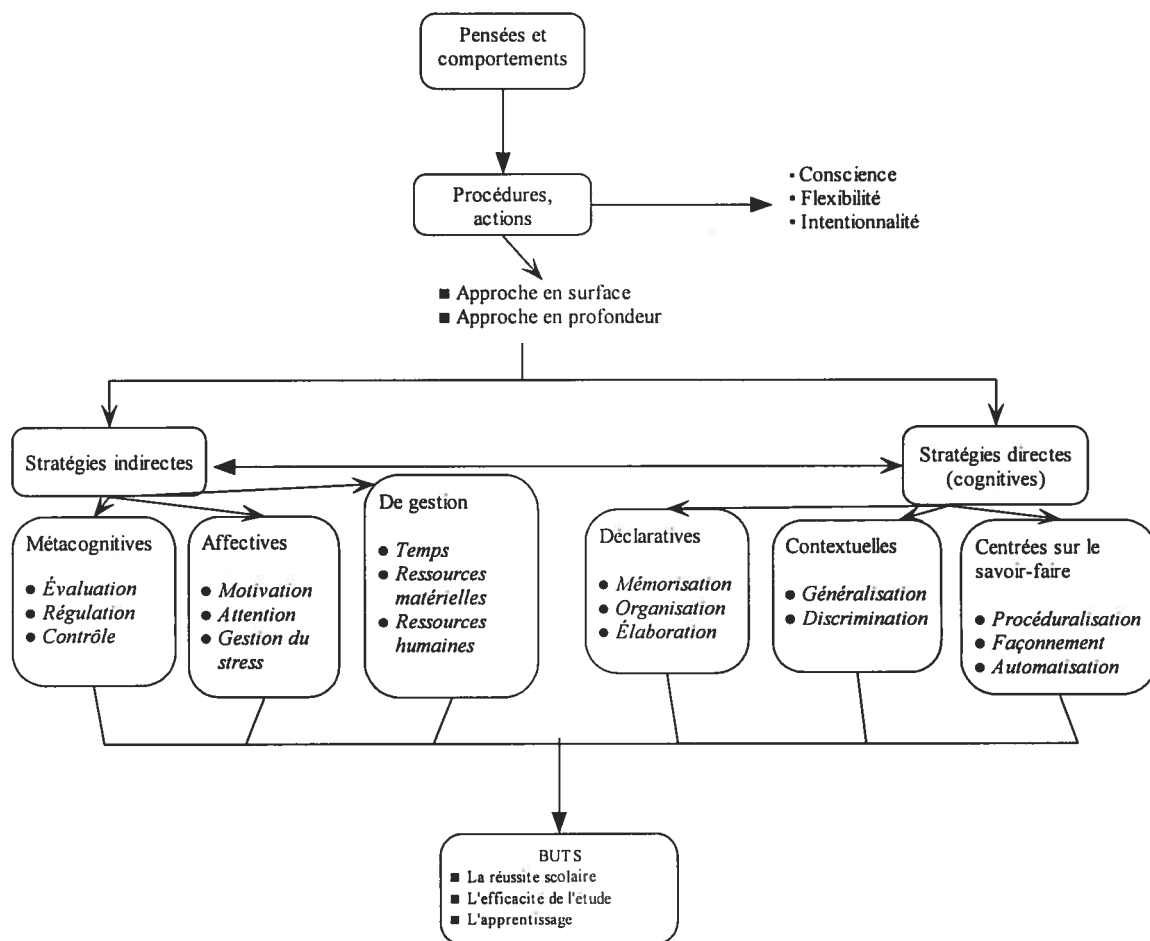 Pensées et
comportements
Procédures,
actions
• Conscience
• Flexibilité
• Intentionnalité
■ Approche en surface
■ Approche en profondeur
Stratégies indirectes
Stratégies directes
(cognitives)
Métacognitives
● Évaluation
● Régulation
● Contrôle
Affectives
● Motivation
● Attention
● Gestion du
stress
De gestion
● Temps
● Ressources
matérielles
● Ressources
humaines
Déclaratives
● Mémorisation
● Organisation
● Élaboration
Contextuelles
● Généralisation
● Discrimination
Centrées sur le
savoir-faire
● Procéduralisation
● Façonnement
● Automatisation
BUTS
■ La réussite scolaire
■ L'efficacité de l'étude
■ L'apprentissage